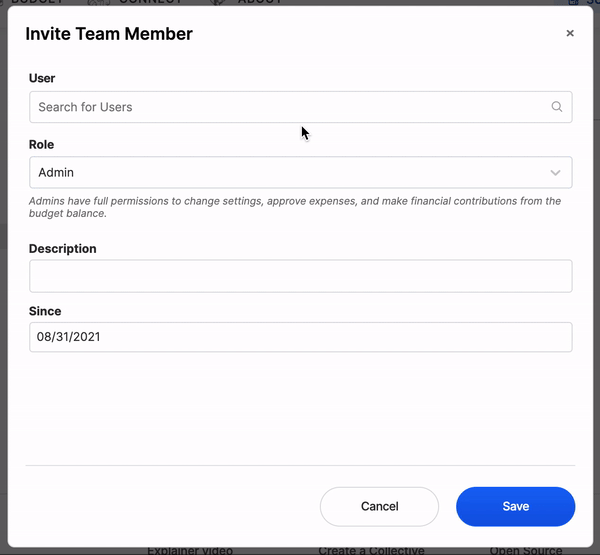 BUDGET CONNECT ABOUT
Invite Team Member
×
User
Search for Users
Role
Admin
Admins have full permissions to change settings, approve expenses, and make financial contributions from the
budget balance.
Description
Since
08/31/2021
Cancel Save
Explainer video Create a Collective Open Source